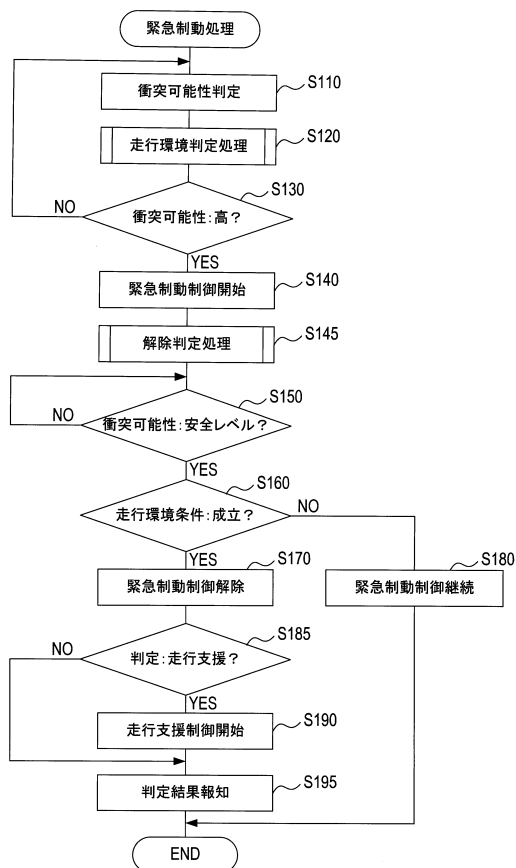 緊急制動処理
衝突可能性判定
S110
走行環境判定処理
S120
S130
NO
衝突可能性:高?
YES
緊急制動制御開始
S140
解除判定処理
S145
S150
NO
衝突可能性:安全レベル?
YES
S160
走行環境条件:成立?
NO
YES
S170
緊急制動制御解除
S180
緊急制動制御継続
S185
NO
判定:走行支援?
YES
S190
走行支援制御開始
S195
判定結果報知
END